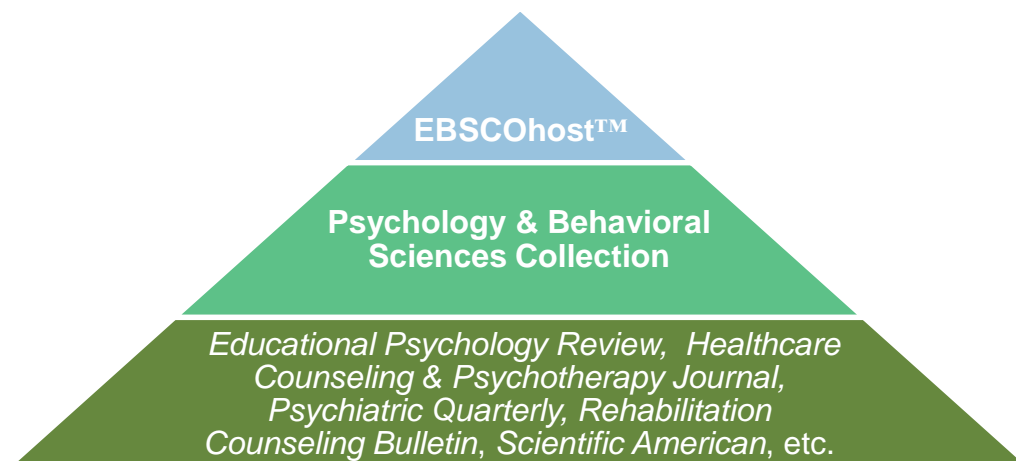 EBSCOhost™
Psychology & Behavioral
Sciences Collection
Educational Psychology Review, Healthcare
Counseling & Psychotherapy Journal,
Psychiatric Quarterly, Rehabilitation
Counseling Bulletin, Scientific American, etc.